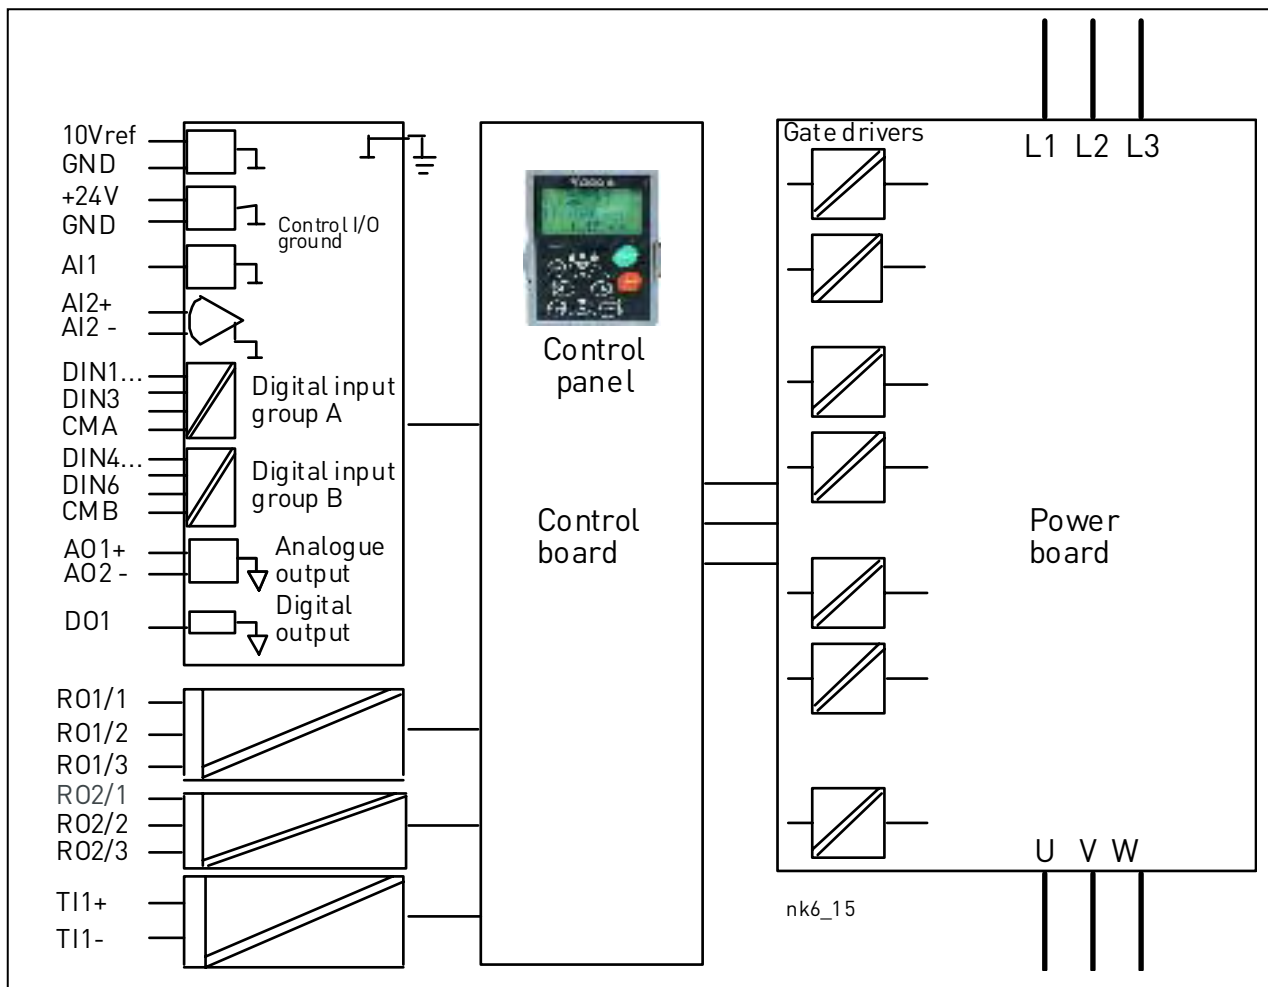 10Vref
GND
+24V
GND
Control I/O
ground
AI1
AI2+
AI2 -
DIN1...
DIN3
CMA
Digital input
group A
DIN4...
DIN6
CMB
Digital input
group B
AO1+
AO2 -
Analogue
output
DO1
Digital
output
RO1/1
RO1/2
RO1/3
RO2/1
RO2/2
RO2/3
TI1+
TI1-
Control
panel
Control
board
Gate drivers
L1 L2 L3
Power
board
U V W
nk6_15